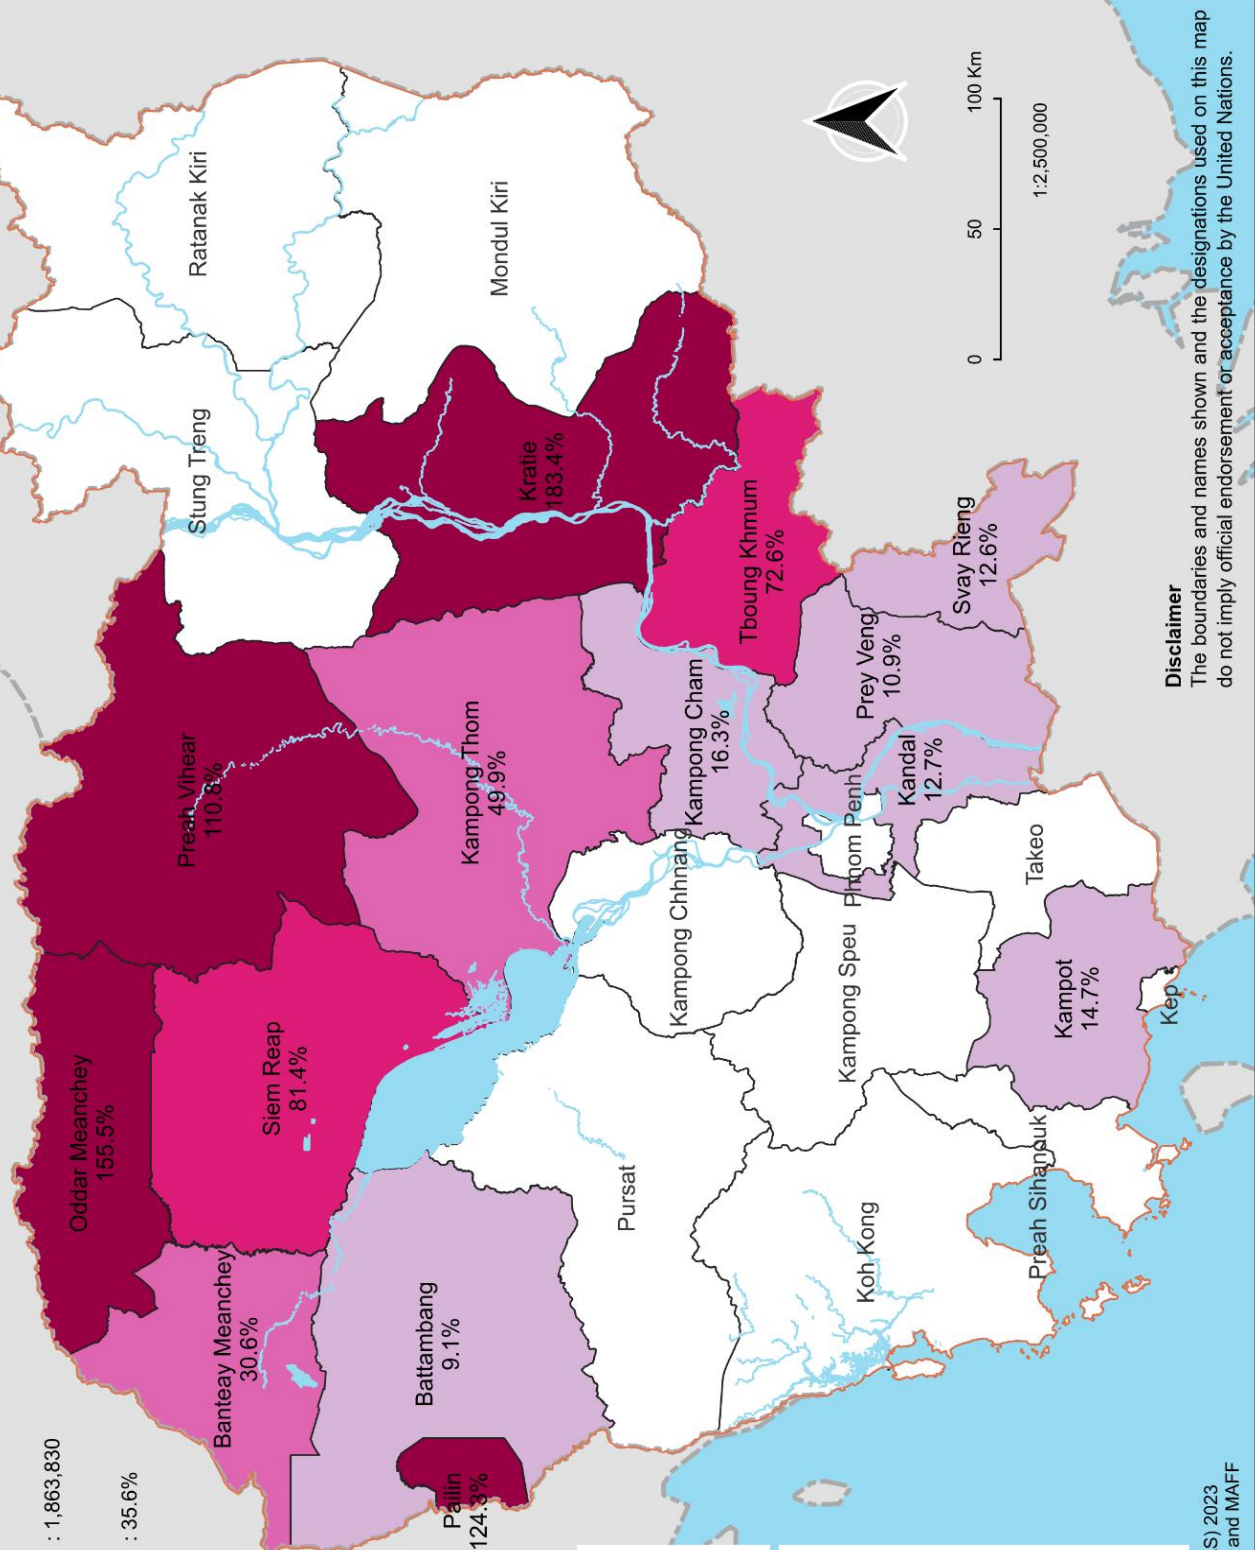 : 1,863,830
: 35.6%
Oddar Meanchey
155.5%
Preah Vihear
110.8%
Stung Treng
Ratanak Kiri
Banteay Meanchey
30.6%
Siem Reap
81.4%
Kampong Thom
49.9%
Kratie
183.4%
Mondul Kiri
Battambang
9.1%
Pailin
124.3%
Pursat
Kampong Chhnang
Kampong Cham
16.3%
Tboung Khmum
72.6%
Koh Kong
Kampong Speu
Phnom Penh
Kandal
12.7%
Prey Veng
10.9%
Svay Rieng
12.6%
Preah Sihanouk
Kampot
14.7%
Takeo
Kep
0 50 100 Km
1:2,500,000
Disclaimer
The boundaries and names shown and the designations used on this map
do not imply official endorsement or acceptance by the United Nations.
S) 2023
and MAFF